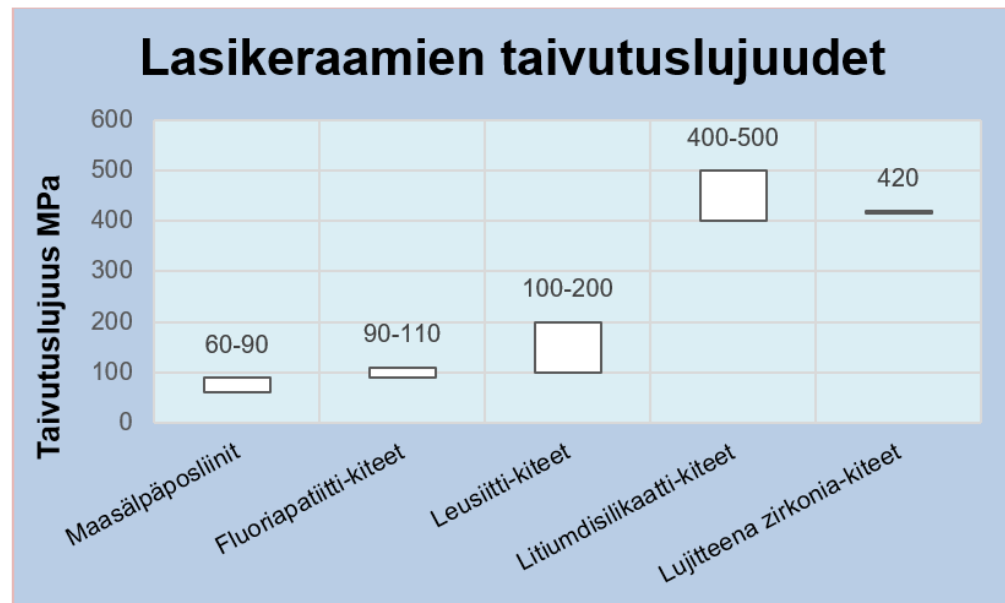 Lasikeraamien taivutuslujuudet
Taivutuslujuus MPa
600
500
400
300
200
100
0
60-90
90-110
100-200
400-500
420
Maasälpäposliinit
Fluoriapatiitti-kiteet
Leusiitti-kiteet
Litiumdisilikaatti-kiteet
Lujitteena zirkonia-kiteet